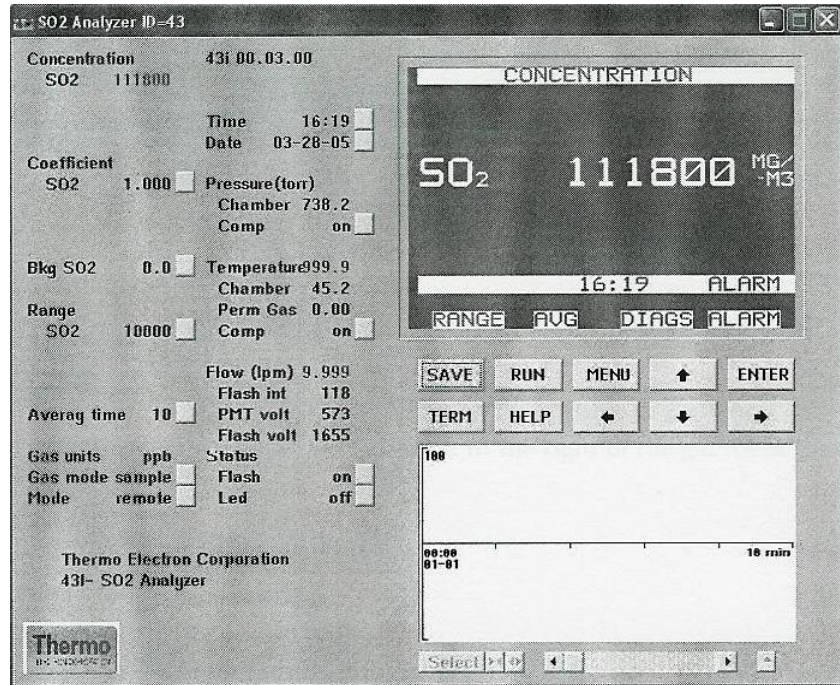 SO2 Analyzer ID=43
Concentration 43i 00.03.00
SO2 111800
Time 16:19
Date 03-28-05
Coefficient
SO2 1.000 Pressure(torr)
Chamber 738.2
Comp on
Bkg SO2 0.0 Temperature999.9
Chamber 45.2
Range Perm Gas 0.00
SO2 10000 Comp on
Flow (lpm) 9.999
Flash int 118
Averag time 10 PMT volt 573
Flash volt 1655
Gas units ppb Status
Gas mode sample Flash on
Mode remote Led off
Thermo Electron Corporation
43I- SO2 Analyzer
Thermo
CONCENTRATION
SO2 111800 MG/
-M3
16:19 ALARM
RANGE AVG DIAGS ALARM
SAVE RUN MENU ENTER
TERM HELP
100
00:00 10 min
01-01
Select